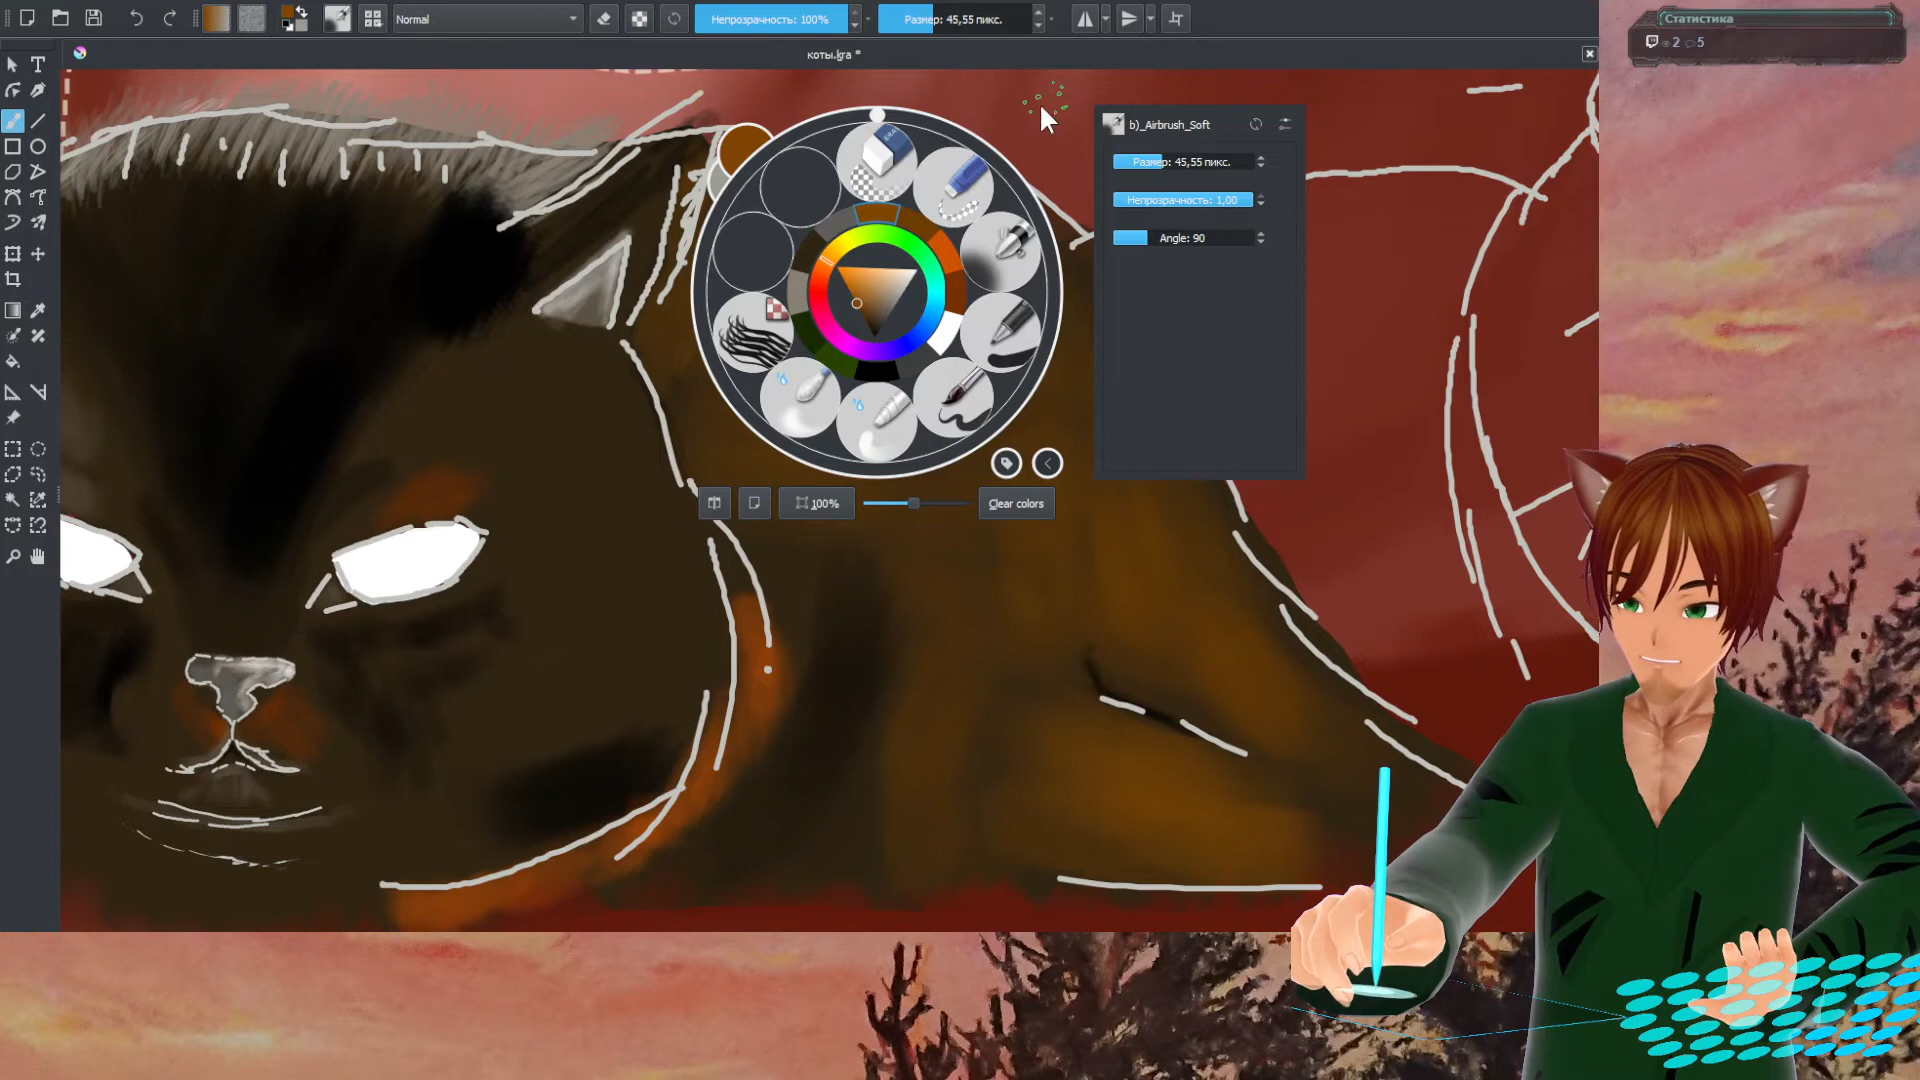 Normal
Непрозрачность: 100%
Размер: 45,55 пикс.
Статистика
2 5
коты.kra *
b)_Airbrush_Soft
Размер: 45,55 пикс.
Непрозрачность: 1,00
Angle: 90
100%
Clear colors